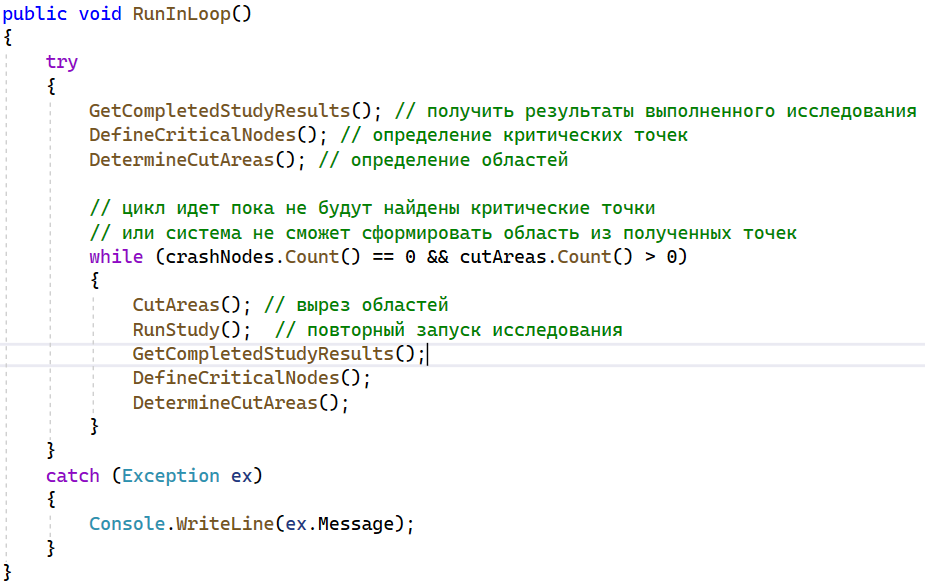 public void RunInLoop()
{
try
{
GetCompletedStudyResults(); // получить результаты выполненного исследования
DefineCriticalNodes(); // определение критических точек
DetermineCutAreas(); // определение областей
// цикл идет пока не будут найдены критические точки
// или система не сможет сформировать область из полученных точек
while (crashNodes.Count() == 0 && cutAreas.Count() > 0)
{
CutAreas(); // вырез областей
RunStudy();  // повторный запуск исследования
GetCompletedStudyResults();
DefineCriticalNodes();
DetermineCutAreas();
}
}
catch (Exception ex)
{
Console.WriteLine(ex.Message);
}
}